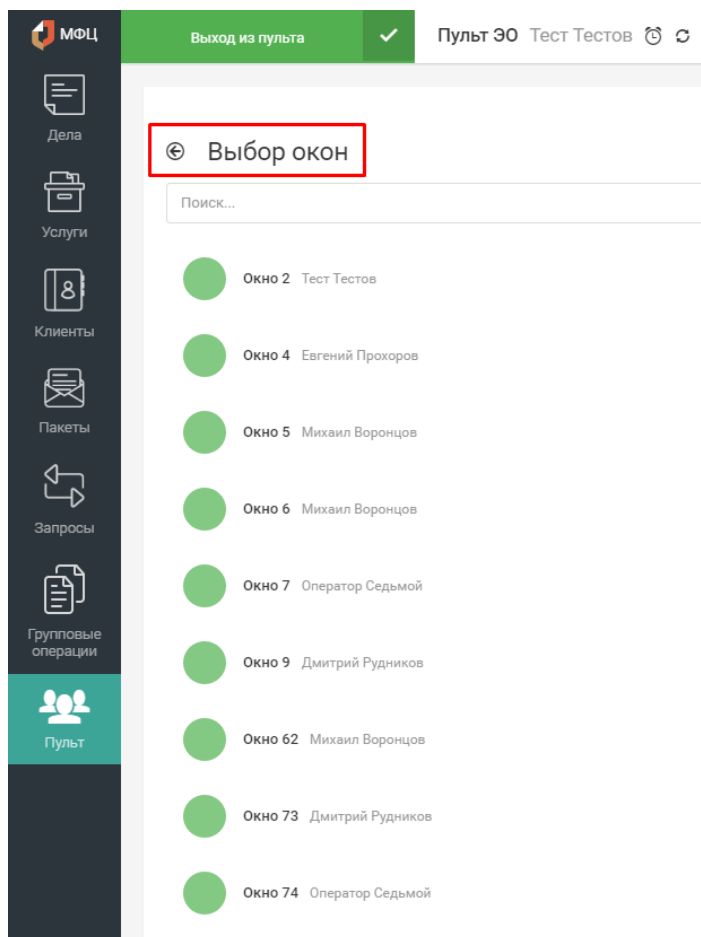 МФЦ
Выход из пульта
Пульт ЭО Тест Тестов
Дела
Услуги
Клиенты
Пакеты
Запросы
Групповые
операции
Пульт
Выбор окон
Поиск...
Окно 2 Тест Тестов
Окно 4 Евгений Прохоров
Окно 5 Михаил Воронцов
Окно 6 Михаил Воронцов
Окно 7 Оператор Седьмой
Окно 9 Дмитрий Рудников
Окно 62 Михаил Воронцов
Окно 73 Дмитрий Рудников
Окно 74 Оператор Седьмой